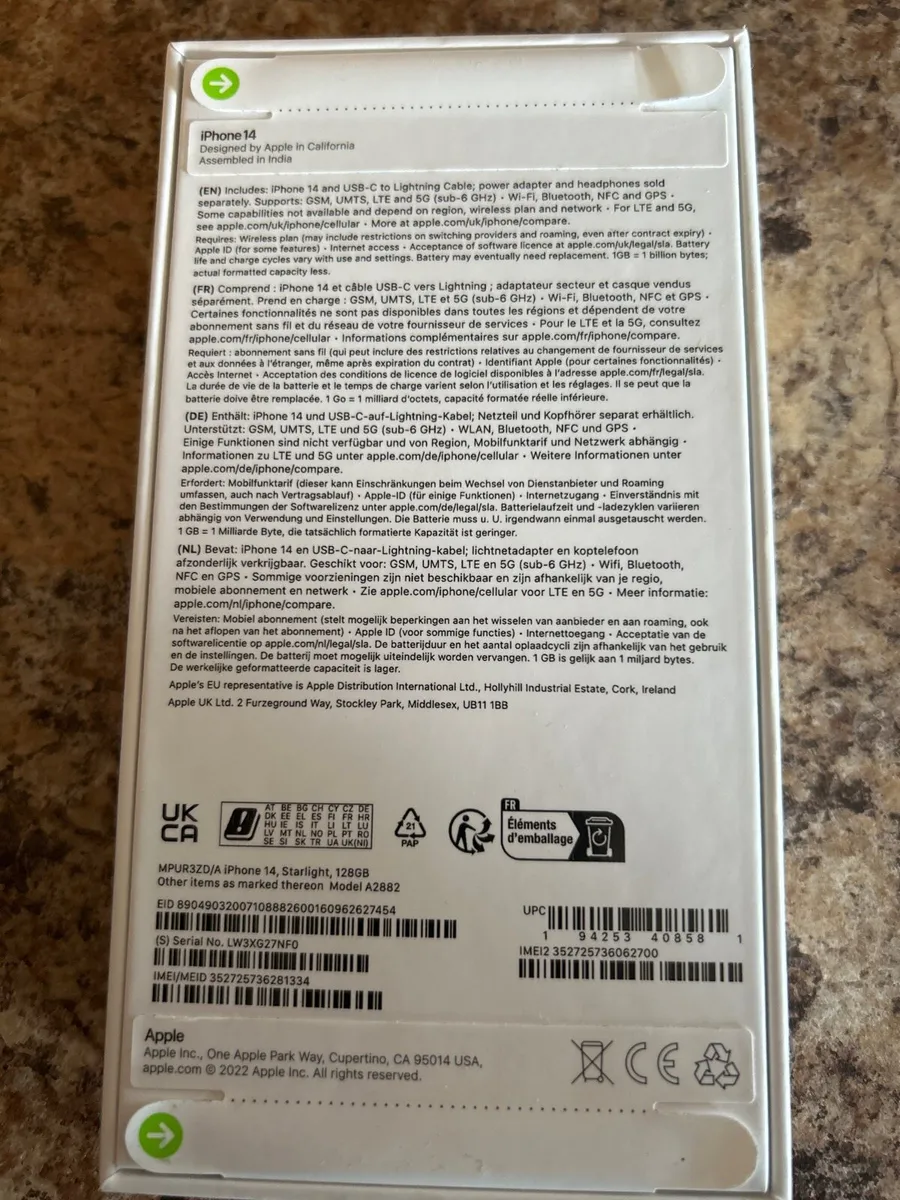 iPhone 14
Designed by Apple in California
Assembled in India
(EN) Includes: iPhone 14 and USB-C to Lightning Cable; power adapter and headphones sold
separately. Supports: GSM, UMTS, LTE and 5G (sub-6 GHz) • Wi-Fi, Bluetooth, NFC and GPS •
Some capabilities not available and depend on region, wireless plan and network • For LTE and 5G,
see apple.com/uk/iphone/cellular • More at apple.com/uk/iphone/compare.
Requires: Wireless plan (may include restrictions on switching providers and roaming, even after contract expiry) •
Apple ID (for some features) • Internet access • Acceptance of software licence at apple.com/uk/legal/sla. Battery
life and charge cycles vary with use and settings. Battery may eventually need replacement. 1GB = 1 billion bytes;
actual formatted capacity less.
(FR) Comprend : iPhone 14 et câble USB-C vers Lightning ; adaptateur secteur et casque vendus
séparément. Prend en charge : GSM, UMTS, LTE et 5G (sub-6 GHz) • Wi-Fi, Bluetooth, NFC et GPS •
Certaines fonctionnalités ne sont pas disponibles dans toutes les régions et dépendent de votre
abonnement sans fil et du réseau de votre fournisseur de services • Pour le LTE et la 5G, consultez
apple.com/fr/iphone/cellular • Informations complémentaires sur apple.com/fr/iphone/compare.
Requiert : abonnement sans fil (qui peut inclure des restrictions relatives au changement de fournisseur de services
et aux données à l'étranger, même après expiration du contrat) • Identifiant Apple (pour certaines fonctionnalités) •
Accès Internet • Acceptation des conditions de licence de logiciel disponibles à l'adresse apple.com/fr/legal/sla.
La durée de vie de la batterie et le temps de charge varient selon l'utilisation et les réglages. Il se peut que la
batterie doive être remplacée. 1 Go = 1 milliard d'octets, capacité formatée réelle inférieure.
(DE) Enthält: iPhone 14 und USB-C-auf-Lightning-Kabel; Netzteil und Kopfhörer separat erhältlich.
Unterstützt: GSM, UMTS, LTE und 5G (sub-6 GHz) • WLAN, Bluetooth, NFC und GPS •
Einige Funktionen sind nicht verfügbar und von Region, Mobilfunktarif und Netzwerk abhängig •
Informationen zu LTE und 5G unter apple.com/de/iphone/cellular • Weitere Informationen unter
apple.com/de/iphone/compare.
Erfordert: Mobilfunktarif (dieser kann Einschränkungen beim Wechsel von Dienstanbieter und Roaming
umfassen, auch nach Vertragsablauf) • Apple-ID (für einige Funktionen) • Internetzugang • Einverständnis mit
den Bestimmungen der Softwarelizenz unter apple.com/de/legal/sla. Batterielaufzeit und -ladezyklen variieren
abhängig von Verwendung und Einstellungen. Die Batterie muss u. U. irgendwann einmal ausgetauscht werden.
1 GB = 1 Milliarde Byte, die tatsächlich formatierte Kapazität ist geringer.
(NL) Bevat: iPhone 14 en USB-C-naar-Lightning-kabel; lichtnetadapter en koptelefoon
afzonderlijk verkrijgbaar. Geschikt voor: GSM, UMTS, LTE en 5G (sub-6 GHz) • Wifi, Bluetooth,
NFC en GPS • Sommige voorzieningen zijn niet beschikbaar en zijn afhankelijk van je regio,
mobiele abonnement en netwerk • Zie apple.com/iphone/cellular voor LTE en 5G • Meer informatie:
apple.com/nl/iphone/compare.
Vereisten: Mobiel abonnement (stelt mogelijk beperkingen aan het wisselen van aanbieder en aan roaming, ook
na het aflopen van het abonnement) • Apple ID (voor sommige functies) • Internettoegang • Acceptatie van de
softwarelicentie op apple.com/nl/legal/sla. De batterijduur en het aantal oplaadcycli zijn afhankelijk van het gebruik
en de instellingen. De batterij moet mogelijk uiteindelijk worden vervangen. 1 GB is gelijk aan 1 miljard bytes.
De werkelijke geformatteerde capaciteit is lager.
Apple's EU representative is Apple Distribution International Ltd., Hollyhill Industrial Estate, Cork, Ireland
Apple UK Ltd. 2 Furzeground Way, Stockley Park, Middlesex, UB11 1BB
UK
CA
AT BE BG CH CY CZ DE
DK EE EL ES FI FR HR
HU IE IS IT LI LT LU
LV MT NL NO PL PT RO
SE SI SK TR UA UK(NI)
21
PAP
FR
Éléments
d'emballage
MPUR3ZD/A iPhone 14, Starlight, 128GB
Other items as marked thereon Model A2882
EID 89049032007108882600160962627454
(S) Serial No. LW3XG27NF0
IMEI/MEID 352725736281334
UPC
1 94253 40858 1
IMEI2 352725736062700
Apple
Apple Inc., One Apple Park Way, Cupertino, CA 95014 USA,
apple.com © 2022 Apple Inc. All rights reserved.
CE